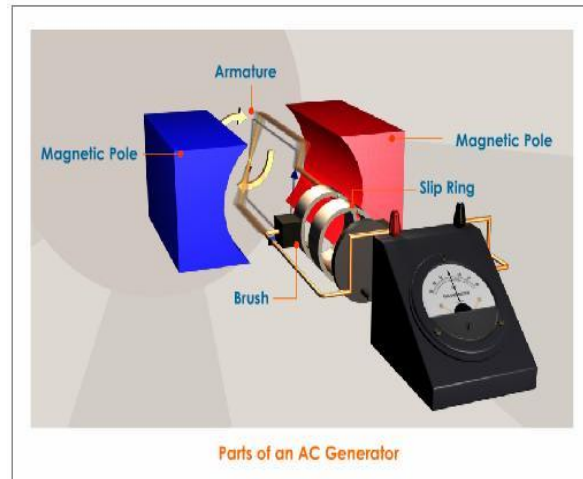 Armature
Magnetic Pole
Magnetic Pole
Slip Ring
Brush
Parts of an AC Generator